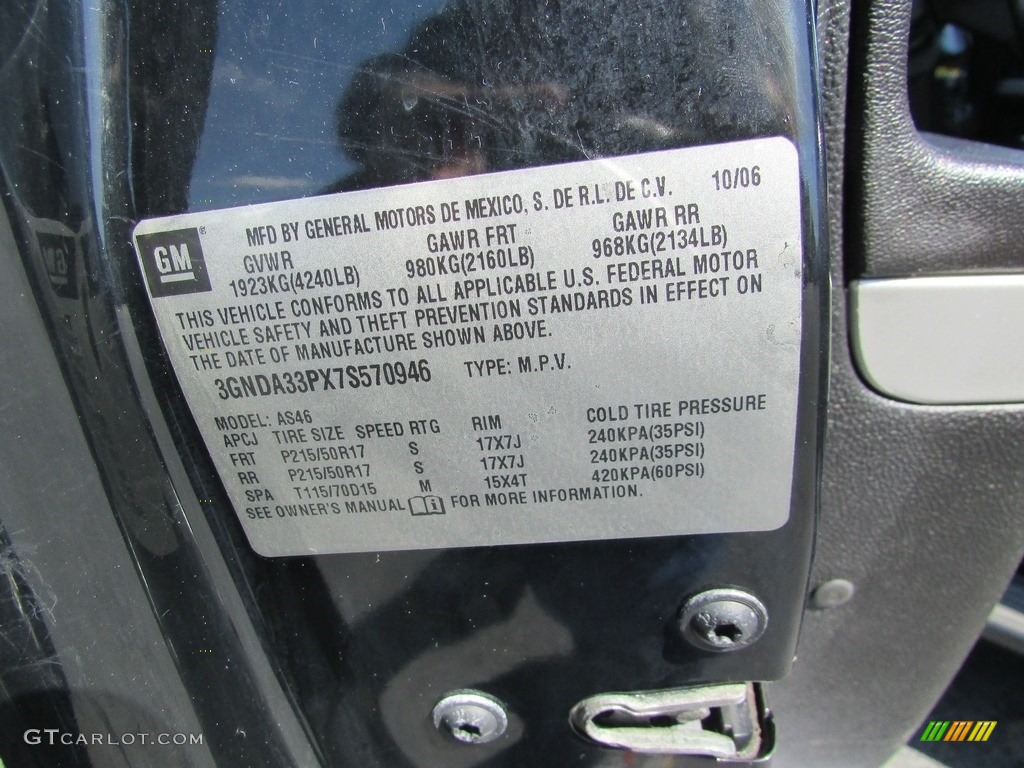 MFD BY GENERAL MOTORS DE MEXICO, S. DE R.L. DE C.V. 10/06
GM®
GVWR GAWR FRT GAWR RR
1923KG(4240LB) 980KG(2160LB) 968KG(2134LB)
THIS VEHICLE CONFORMS TO ALL APPLICABLE U.S. FEDERAL MOTOR
VEHICLE SAFETY AND THEFT PREVENTION STANDARDS IN EFFECT ON
THE DATE OF MANUFACTURE SHOWN ABOVE.
3GNDA33PX7S570946 TYPE: M.P.V.
MODEL: AS46
APCJ TIRE SIZE SPEED RTG RIM COLD TIRE PRESSURE
FRT P215/50R17 S 17X7J 240KPA(35PSI)
RR P215/50R17 S 17X7J 240KPA(35PSI)
SPA T115/70D15 M 15X4T 420KPA(60PSI)
SEE OWNER'S MANUAL FOR MORE INFORMATION.
GTCARLOT.COM